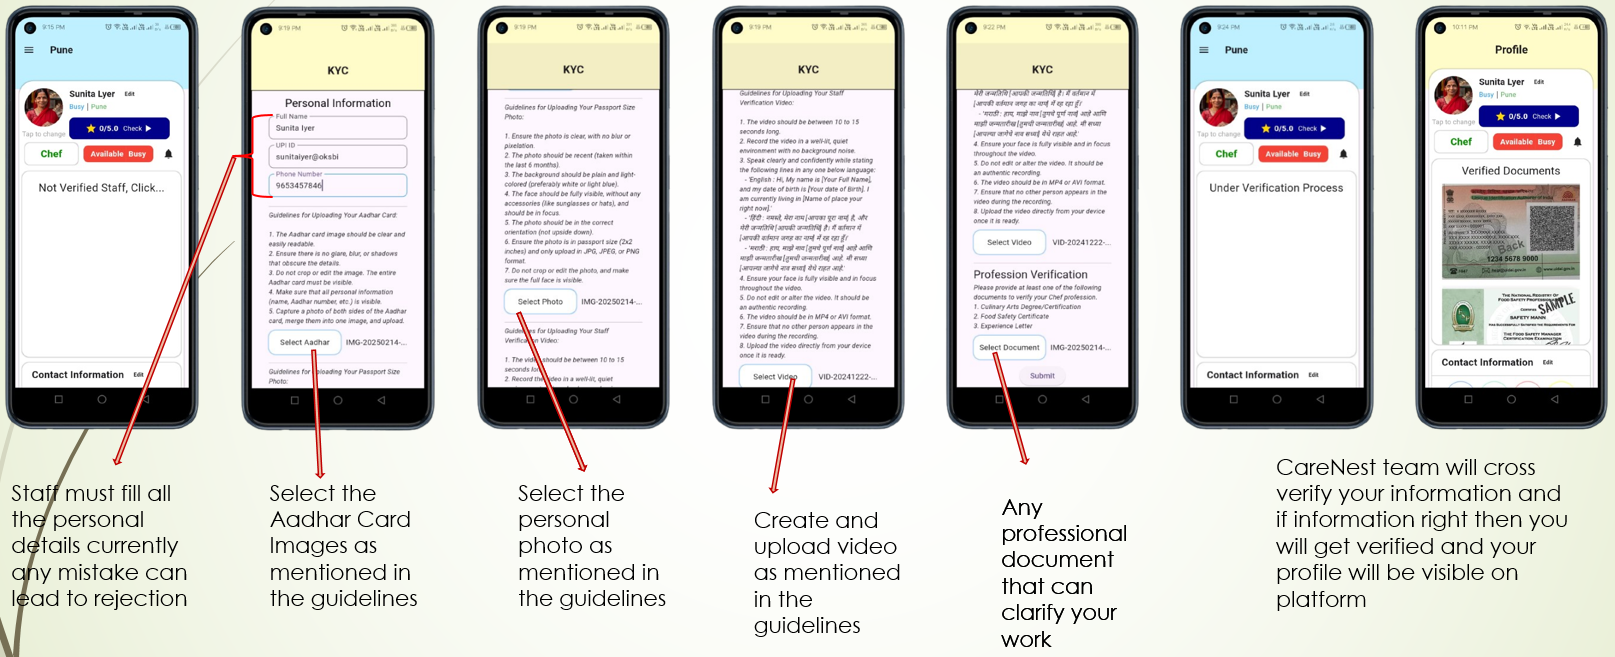 9:15 PM
Pune
Sunita Lyer Edit
Busy | Pune
Tap to change
0/5.0 Check
Chef
Available Busy
Not Verified Staff, Click...
Contact Information Edit
Staff must fill all
the personal
details currently
any mistake can
lead to rejection
9:19 PM
KYC
Personal Information
Full Name
Sunita Iyer
UPI ID
sunitaiyer@oksbi
Phone Number
9653457846
Guidelines for Uploading Your Aadhar Card:
1. The Aadhar card image should be clear and
easily readable.
2. Ensure there is no glare, blur, or shadows
that obscure the details.
3. Do not crop or edit the image. The entire
Aadhar card must be visible.
4. Make sure that all personal information
(name, Aadhar number, etc.) is visible.
5. Capture a photo of both sides of the Aadhar
card, merge them into one image, and upload.
Select Aadhar
IMG-20250214-...
Guidelines for Uploading Your Passport Size
Photo:
Select the
Aadhar Card
Images as
mentioned in
the guidelines
9:19 PM
KYC
Guidelines for Uploading Your Passport Size
Photo:
1. Ensure the photo is clear, with no blur or
pixelation.
2. The photo should be recent (taken within
the last 6 months).
3. The background should be plain and light-
colored (preferably white or light blue).
4. The face should be fully visible, without any
accessories (like sunglasses or hats), and
should be in focus.
5. The photo should be in the correct
orientation (not upside down).
6. Ensure the photo is in passport size (2x2
inches) and only upload in JPG, JPEG, or PNG
format.
7. Do not crop or edit the photo, and make
sure the full face is visible.
Select Photo
IMG-20250214-...
Guidelines for Uploading Your Staff
Verification Video:
1. The video should be between 10 to 15
seconds long.
2. Record the video in a well-lit, quiet
Select the
personal
photo as
mentioned in
the guidelines
9:19 PM
KYC
Guidelines for Uploading Your Staff
Verification Video:
1. The video should be between 10 to 15
seconds long.
2. Record the video in a well-lit, quiet
environment with no background noise.
3. Speak clearly and confidently while stating
the following lines in any one below language:
- 'English : Hi, My name is [Your Full Name],
and my date of birth is [Your date of Birth]. I
am currently living in [Name of place your
right now].'
- 'हिंदी : नमस्ते, मेरा नाम [आपका पूरा नाम] है, और
मेरी जन्मतिथि [आपकी जन्मतिथि] है। मैं वर्तमान में
[आपकी वर्तमान जगह का नाम] में रह रहा हूँ।'
- 'मराठी : हाय, माझे नाव [तुमचे पूर्ण नाव] आहे आणि
माझी जन्मतारीख [तुमची जन्मतारीख] आहे. मी सध्या
[आपल्या जागेचे नाव] येथे राहत आहे.'
4. Ensure your face is fully visible and in focus
throughout the video.
5. Do not edit or alter the video. It should be
an authentic recording.
6. The video should be in MP4 or AVI format.
7. Ensure that no other person appears in the
video during the recording.
8. Upload the video directly from your device
once it is ready.
Select Video
VID-20241222-...
Create and
upload video
as mentioned
in the
guidelines
9:22 PM
KYC
मेरी जन्मतिथि [आपकी जन्मतिथि] है। मैं वर्तमान में
[आपकी वर्तमान जगह का नाम] में रह रहा हूँ।'
- 'मराठी : हाय, माझे नाव [तुमचे पूर्ण नाव] आहे आणि
माझी जन्मतारीख [तुमची जन्मतारीख] आहे. मी सध्या
4. Ensure your face is fully visible and in focus
throughout the video.
5. Do not edit or alter the video. It should be
an authentic recording.
6. The video should be in MP4 or AVI format.
7. Ensure that no other person appears in the
video during the recording.
8. Upload the video directly from your device
once it is ready.
Select Video
VID-20241222-...
Profession Verification
Please provide at least one of the following
documents to verify your Chef profession.
1. Culinary Arts Degree/Certification
2. Food Safety Certificate
3. Experience Letter
Select Document
IMG-20250214-...
Submit
Any
professional
document
that can
clarify your
work
9:24 PM
Pune
Sunita Lyer Edit
Busy | Pune
Tap to change
0/5.0 Check
Chef
Available Busy
Under Verification Process
Contact Information Edit
10:11 PM
Profile
Sunita Lyer Edit
Busy | Pune
Tap to change
0/5.0 Check
Chef
Available Busy
Verified Documents
Back
1234 5678 9000
1947
THE NATIONAL REGISTRY OF
FOOD SAFETY PROFESSIONALS
SAMPLE
CERTIFIES
SAFETY MANN
HAS SUCCESSFULLY SATISFIED THE REQUIREMENTS FOR
THE FOOD SAFETY MANAGER
CERTIFICATION EXAMINATION
Contact Information Edit
CareNest team will cross
verify your information and
if information right then you
will get verified and your
profile will be visible on
platform